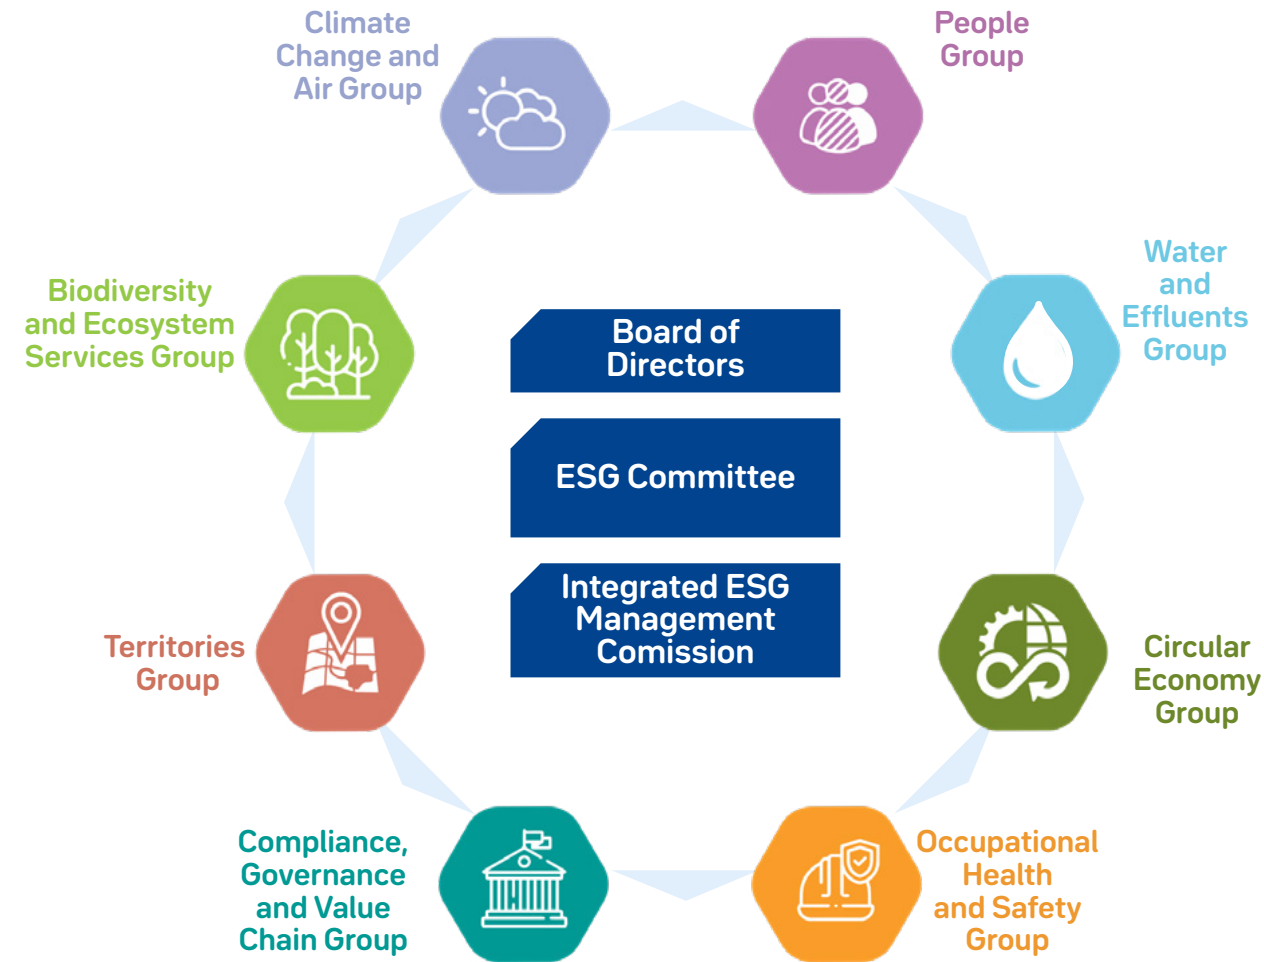 Climate
Change and
Air Group
People
Group
Water
and
Effluents
Group
Biodiversity
and Ecosystem
Services Group
Board of
Directors
ESG Committee
Integrated ESG
Management
Comission
Territories
Group
Circular
Economy
Group
Compliance,
Governance
and Value
Chain Group
Occupational
Health
and Safety
Group